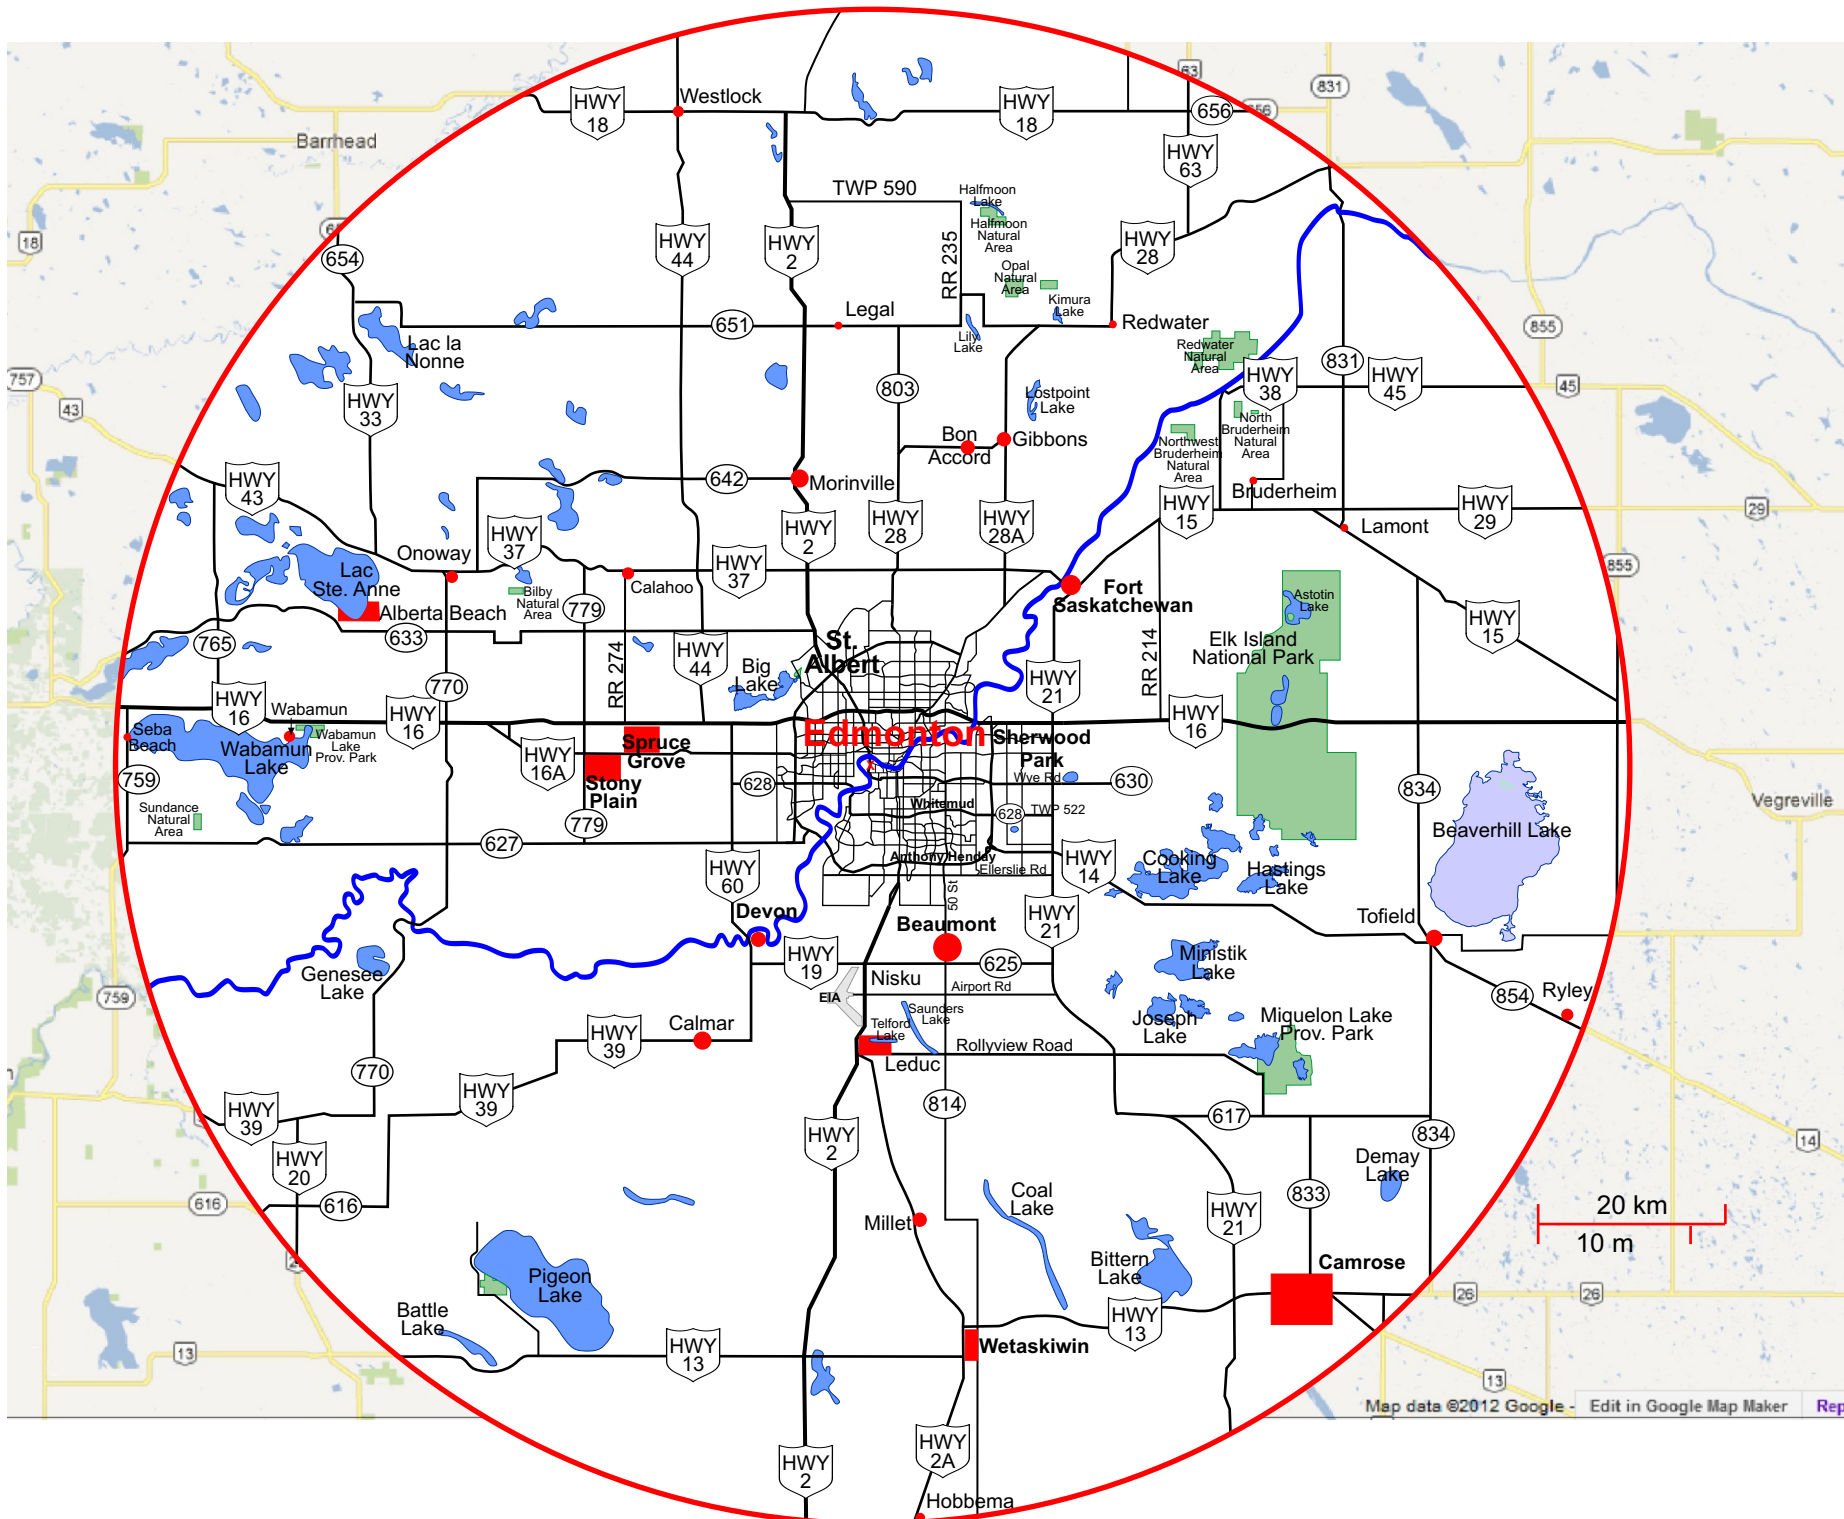 63
831
HWY
18
Westlock
HWY
18
656
656
Barrhead
HWY
63
TWP 590
Halfmoon
Lake
Halfmoon
Natural
Area
18
654
HWY
44
HWY
2
RR 235
HWY
28
Opal
Natural
Area
Kimura
Lake
651
Legal
Redwater
855
Lac la
Nonne
Lily
Lake
Redwater
Natural
Area
831
757
43
HWY
33
803
Lostpoint
Lake
HWY
38
HWY
45
45
Bon
Accord
Gibbons
North
Bruderheim
Natural
Area
Northwest
Bruderheim
Natural
Area
HWY
43
642
Morinville
Bruderheim
HWY
15
HWY
29
29
HWY
37
HWY
2
HWY
28
HWY
28A
Lamont
Onoway
HWY
37
855
Lac
Ste. Anne
Calahoo
Fort
Saskatchewan
Bilby
Natural
Area
779
Astotin
Lake
Alberta Beach
633
765
HWY
15
St.
Albert
Elk Island
National Park
HWY
44
RR 274
Big
Lake
HWY
21
RR 214
770
HWY
16
Wabamun
HWY
16
HWY
16
Seba
Beach
Wabamun
Lake
Wabamun
Lake
Prov. Park
Spruce
Grove
Edmonton
Sherwood
Park
X
HWY
16A
Stony
Plain
759
628
Wye Rd
630
834
Vegreville
Sundance
Natural
Area
779
Whitemud
628
TWP 522
Beaverhill Lake
627
Anthony Henday
Ellerslie Rd
HWY
60
50 St
HWY
14
Cooking
Lake
Hastings
Lake
Devon
Beaumont
HWY
21
Tofield
Genesee
Lake
HWY
19
625
Ministik
Lake
759
EIA
Nisku
Airport Rd
854
Ryley
Calmar
HWY
39
Telford
Lake
Saunders
Lake
Joseph
Lake
Miquelon Lake
Prov. Park
Rollyview Road
Leduc
770
HWY
39
HWY
39
814
617
834
14
HWY
2
HWY
20
Demay
Lake
616
616
Coal
Lake
833
20 km
10 m
Millet
HWY
21
Pigeon
Lake
Bittern
Lake
Camrose
26
26
Battle
Lake
HWY
13
HWY
13
Wetaskiwin
13
13
Map data ©2012 Google -
Edit in Google Map Maker
Rep
HWY
2A
HWY
2
Hobbema